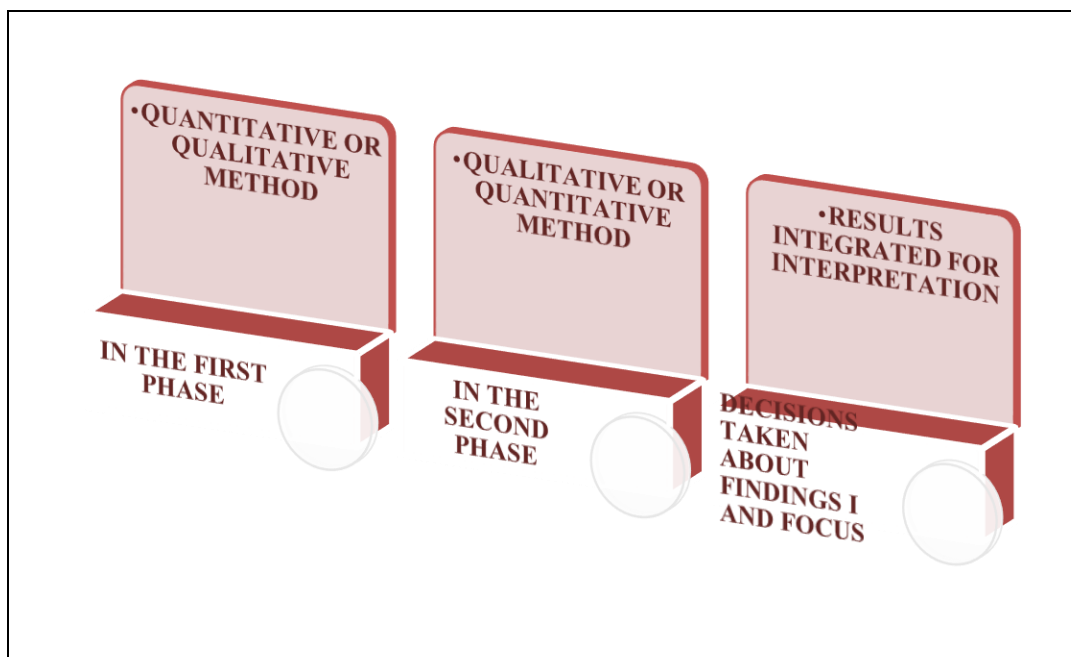 •QUANTITATIVE OR
QUALITATIVE
METHOD
IN THE FIRST
PHASE
•QUALITATIVE OR
QUANTITATIVE
METHOD
IN THE
SECOND
PHASE
•RESULTS
INTEGRATED FOR
INTERPRETATION
DECISIONS
TAKEN
ABOUT
FINDINGS I
AND FOCUS